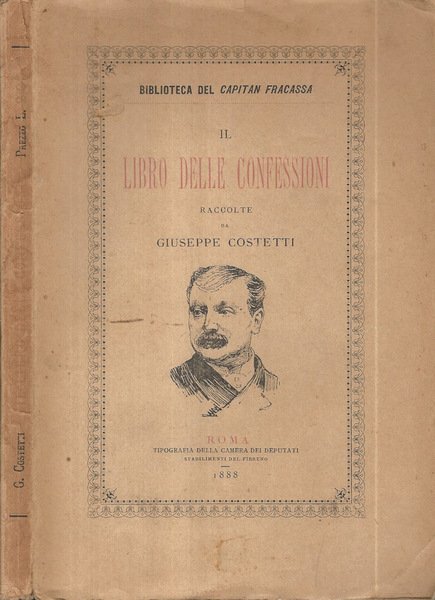 BIBLIOTECA DEL CAPITAN FRACASSA
IL
LIBRO DELLE CONFESSIONI
RACCOLTE
DA
GIUSEPPE COSTETTI
ROMA
TIPOGRAFIA DELLA CAMERA DEI DEPUTATI
STABILIMENTI DEL FIBRENO
1888
G. COSTETTI
PREZZO L.